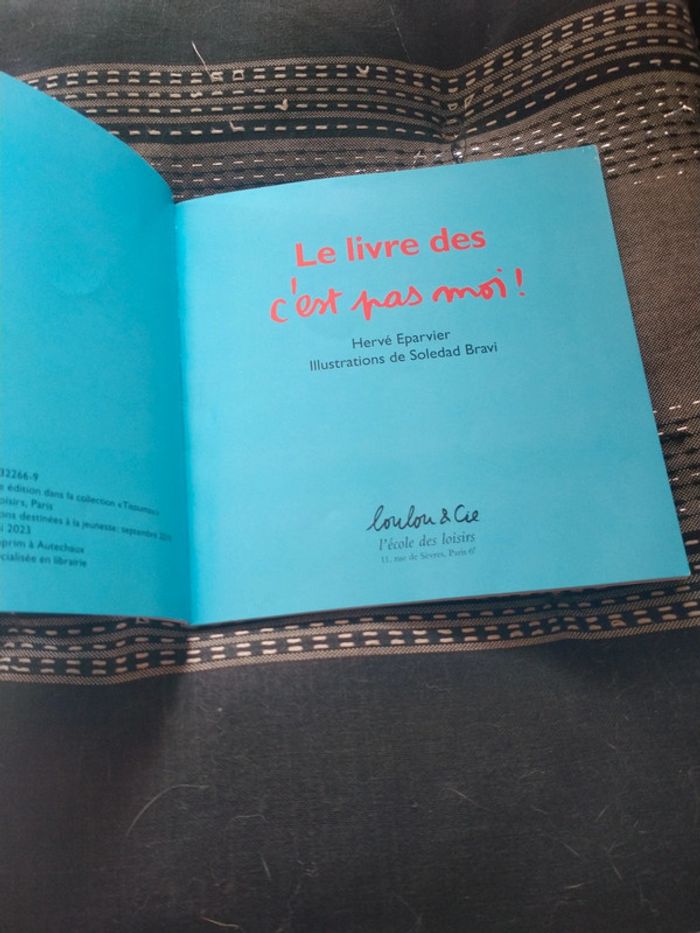 32266-9
e édition dans la collection «Titoumax»
oisirs, Paris
ons destinées à la jeunesse: septembre
i 2023
prim à Autechaux
cialisée en librairie
Le livre des
c'est pas moi!
Hervé Eparvier
Illustrations de Soledad Bravi
loulou & Cie
l'école des loisirs
11, rue de Sèvres, Paris 6e